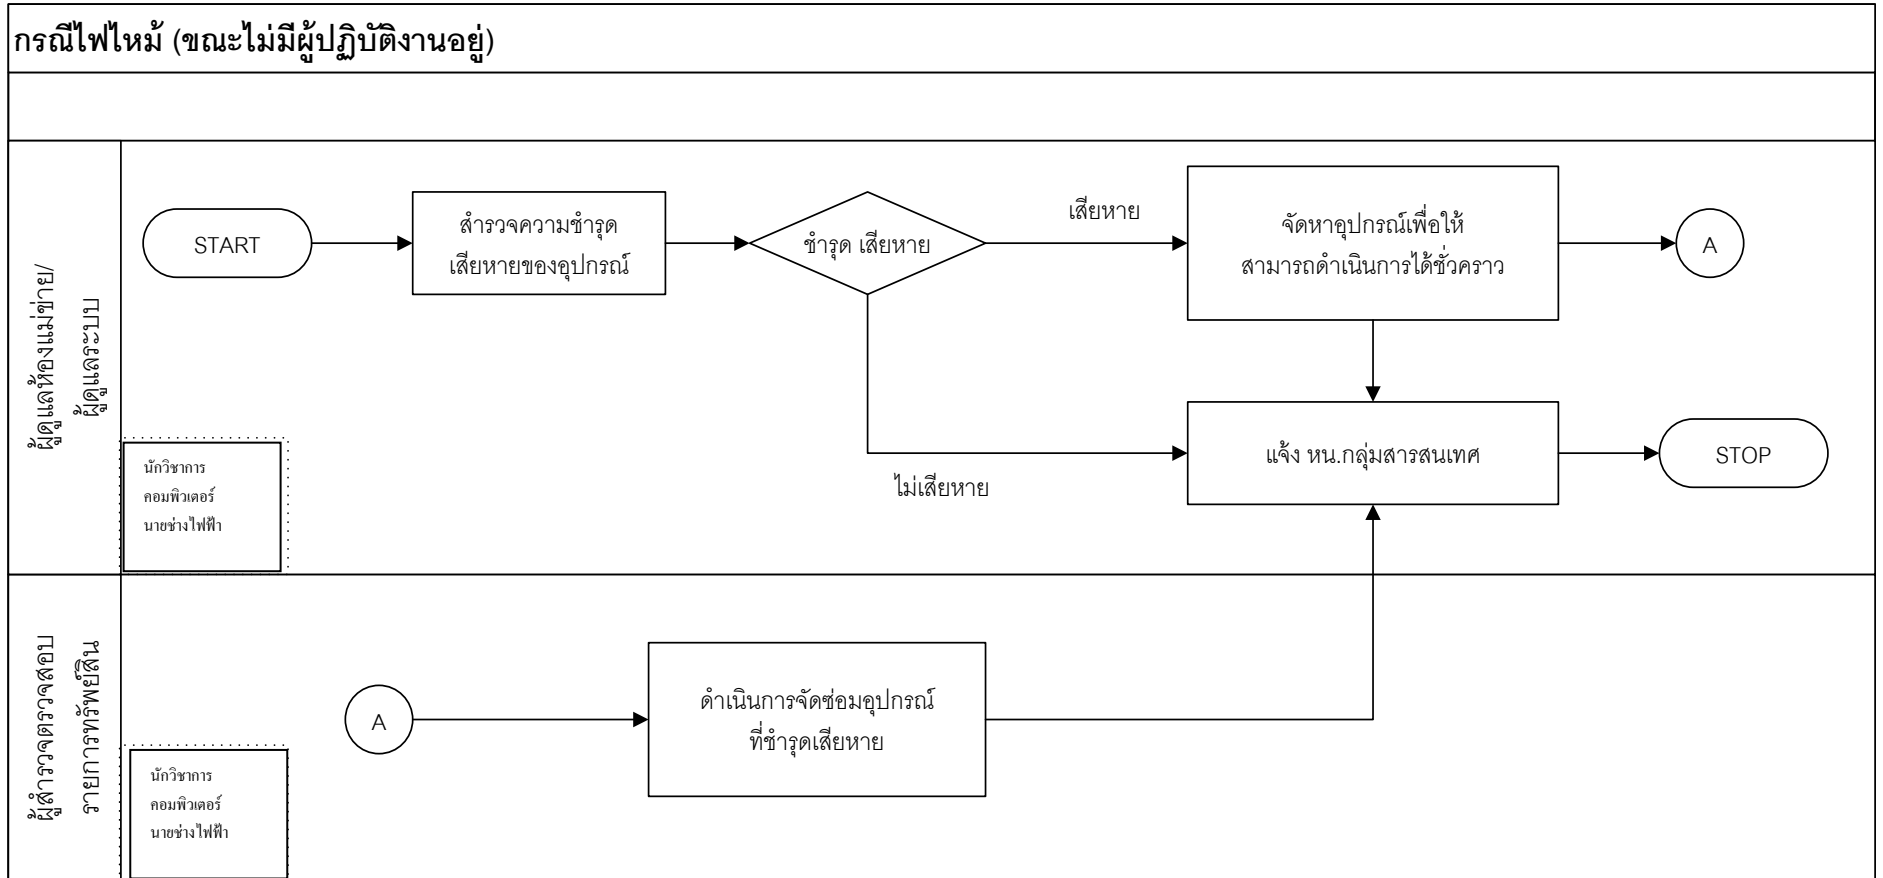 กรณีไฟไหม้ (ขณะไม่มีผู้ปฏิบัติงานอยู่)
ผู้ดูแลห้องแม่ข่าย/
ผู้ดูแลระบบ
START
สำรวจความชำรุด
เสียหายของอุปกรณ์
ชำรุด เสียหาย
เสียหาย
จัดหาอุปกรณ์เพื่อให้
สามารถดำเนินการได้ชั่วคราว
A
ไม่เสียหาย
แจ้ง หน.กลุ่มสารสนเทศ
STOP
นักวิชาการ
คอมพิวเตอร์
นายช่างไฟฟ้า
ผู้สำรวจตรวจสอบ
รายการทรัพย์สิน
A
ดำเนินการจัดซ่อมอุปกรณ์
ที่ชำรุดเสียหาย
นักวิชาการ
คอมพิวเตอร์
นายช่างไฟฟ้า